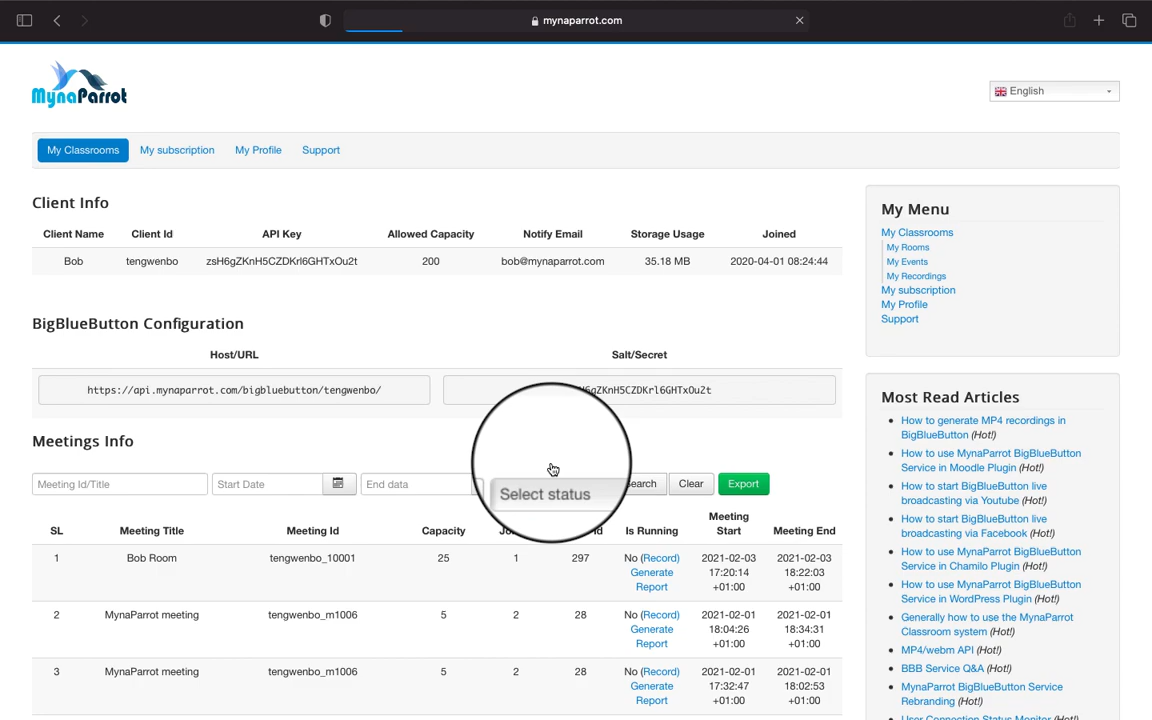 mynaparrot.com
MynaParrot
English
My Classrooms
My subscription
My Profile
Support
Client Info
Client Name
Client Id
API Key
Allowed Capacity
Notify Email
Storage Usage
Joined
Bob
tengwenbo
zsH6gZKnH5CZDKrl6GHTxOu2t
200
bob@mynaparrot.com
35.18 MB
2020-04-01 08:24:44
BigBlueButton Configuration
Host/URL
Salt/Secret
https://api.mynaparrot.com/bigbluebutton/tengwenbo/
gZKnH5CZDKrl6GHTxOu2t
Meetings Info
Meeting Id/Title
Start Date
End data
Select status
Clear
Export
SL
Meeting Title
Meeting Id
Capacity
Is Running
Meeting
Start
Meeting End
1
Bob Room
tengwenbo_10001
25
1
297
No (Record)
Generate
Report
2021-02-03
17:20:14
+01:00
2021-02-03
18:22:03
+01:00
2
MynaParrot meeting
tengwenbo_m1006
5
2
28
No (Record)
Generate
Report
2021-02-01
18:04:26
+01:00
2021-02-01
18:34:31
+01:00
3
MynaParrot meeting
tengwenbo_m1006
5
2
28
No (Record)
Generate
Report
2021-02-01
17:32:47
+01:00
2021-02-01
18:02:53
+01:00
My Menu
My Classrooms
My Rooms
My Events
My Recordings
My subscription
My Profile
Support
Most Read Articles
How to generate MP4 recordings in
BigBlueButton (Hot!)
How to use MynaParrot BigBlueButton
Service in Moodle Plugin (Hot!)
How to start BigBlueButton live
broadcasting via Youtube (Hot!)
How to start BigBlueButton live
broadcasting via Facebook (Hot!)
How to use MynaParrot BigBlueButton
Service in Chamilo Plugin (Hot!)
How to use MynaParrot BigBlueButton
Service in WordPress Plugin (Hot!)
Generally how to use the MynaParrot
Classroom system (Hot!)
MP4/webm API (Hot!)
BBB Service Q&A (Hot!)
MynaParrot BigBlueButton Service
Rebranding (Hot!)
User Connection Status Monitor (Hot!)